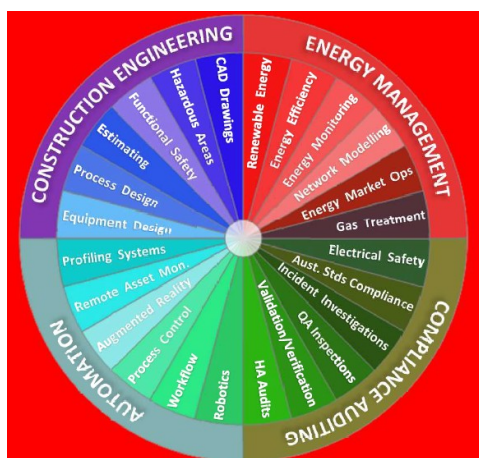 CONSTRUCTION ENGINEERING
ENERGY MANAGEMENT
COMPLIANCE AUDITING
AUTOMATION
Renewable Energy
Energy Efficiency
Energy Monitoring
Network Modelling
Energy Market Ops
Gas Treatment
Electrical Safety
Aust. Stds Compliance
Incident Investigations
QA Inspections
Validation/Verification
HA Audits
Robotics
Workflow
Process Control
Augmented Reality
Remote Asset Mon.
Profiling Systems
Equipment Design
Process Design
Estimating
Functional Safety
Hazardous Areas
CAD Drawings